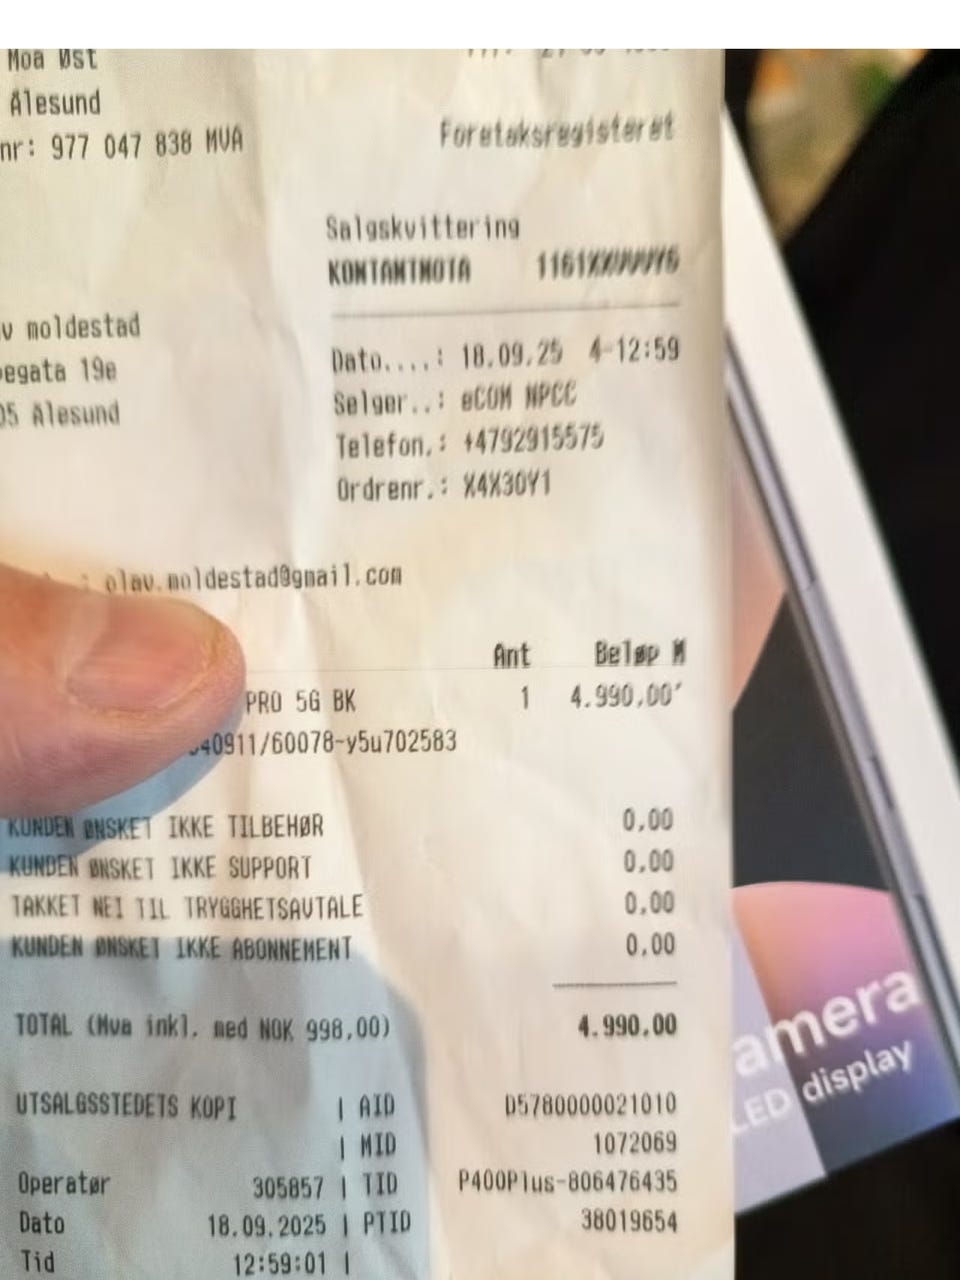 Moa Øst
Ålesund
nr: 977 047 838 MVA
Foretaksregisteret
Salgskvittering
KONTANTNOTA
v moldestad
egata 19e
05 Ålesund
Dato....: 18.09.25 4-12:59
Selger..: eCOM NPCC
Telefon.: +4792915575
Ordrenr.: X4X30Y1
: olav.moldestad@gmail.com
Ant Beløp M
PRO 5G BK 1 4.990,00
40911/60078-y5u702583
KUNDEN ØNSKET IKKE TILBEHØR 0,00
KUNDEN ØNSKET IKKE SUPPORT 0,00
TAKKET NEI TIL TRYGGHETSAVTALE 0,00
KUNDEN ØNSKET IKKE ABONNEMENT 0,00
TOTAL (Mva inkl. med NOK 998,00) 4.990.00
UTSALGSSTEDETS KOPI | AID D5780000021010
| MID 1072069
Operatør 305857 | TID P400Plus-806476435
Dato 18.09.2025 | PTID 38019654
Tid 12:59:01 |
amera
LED display